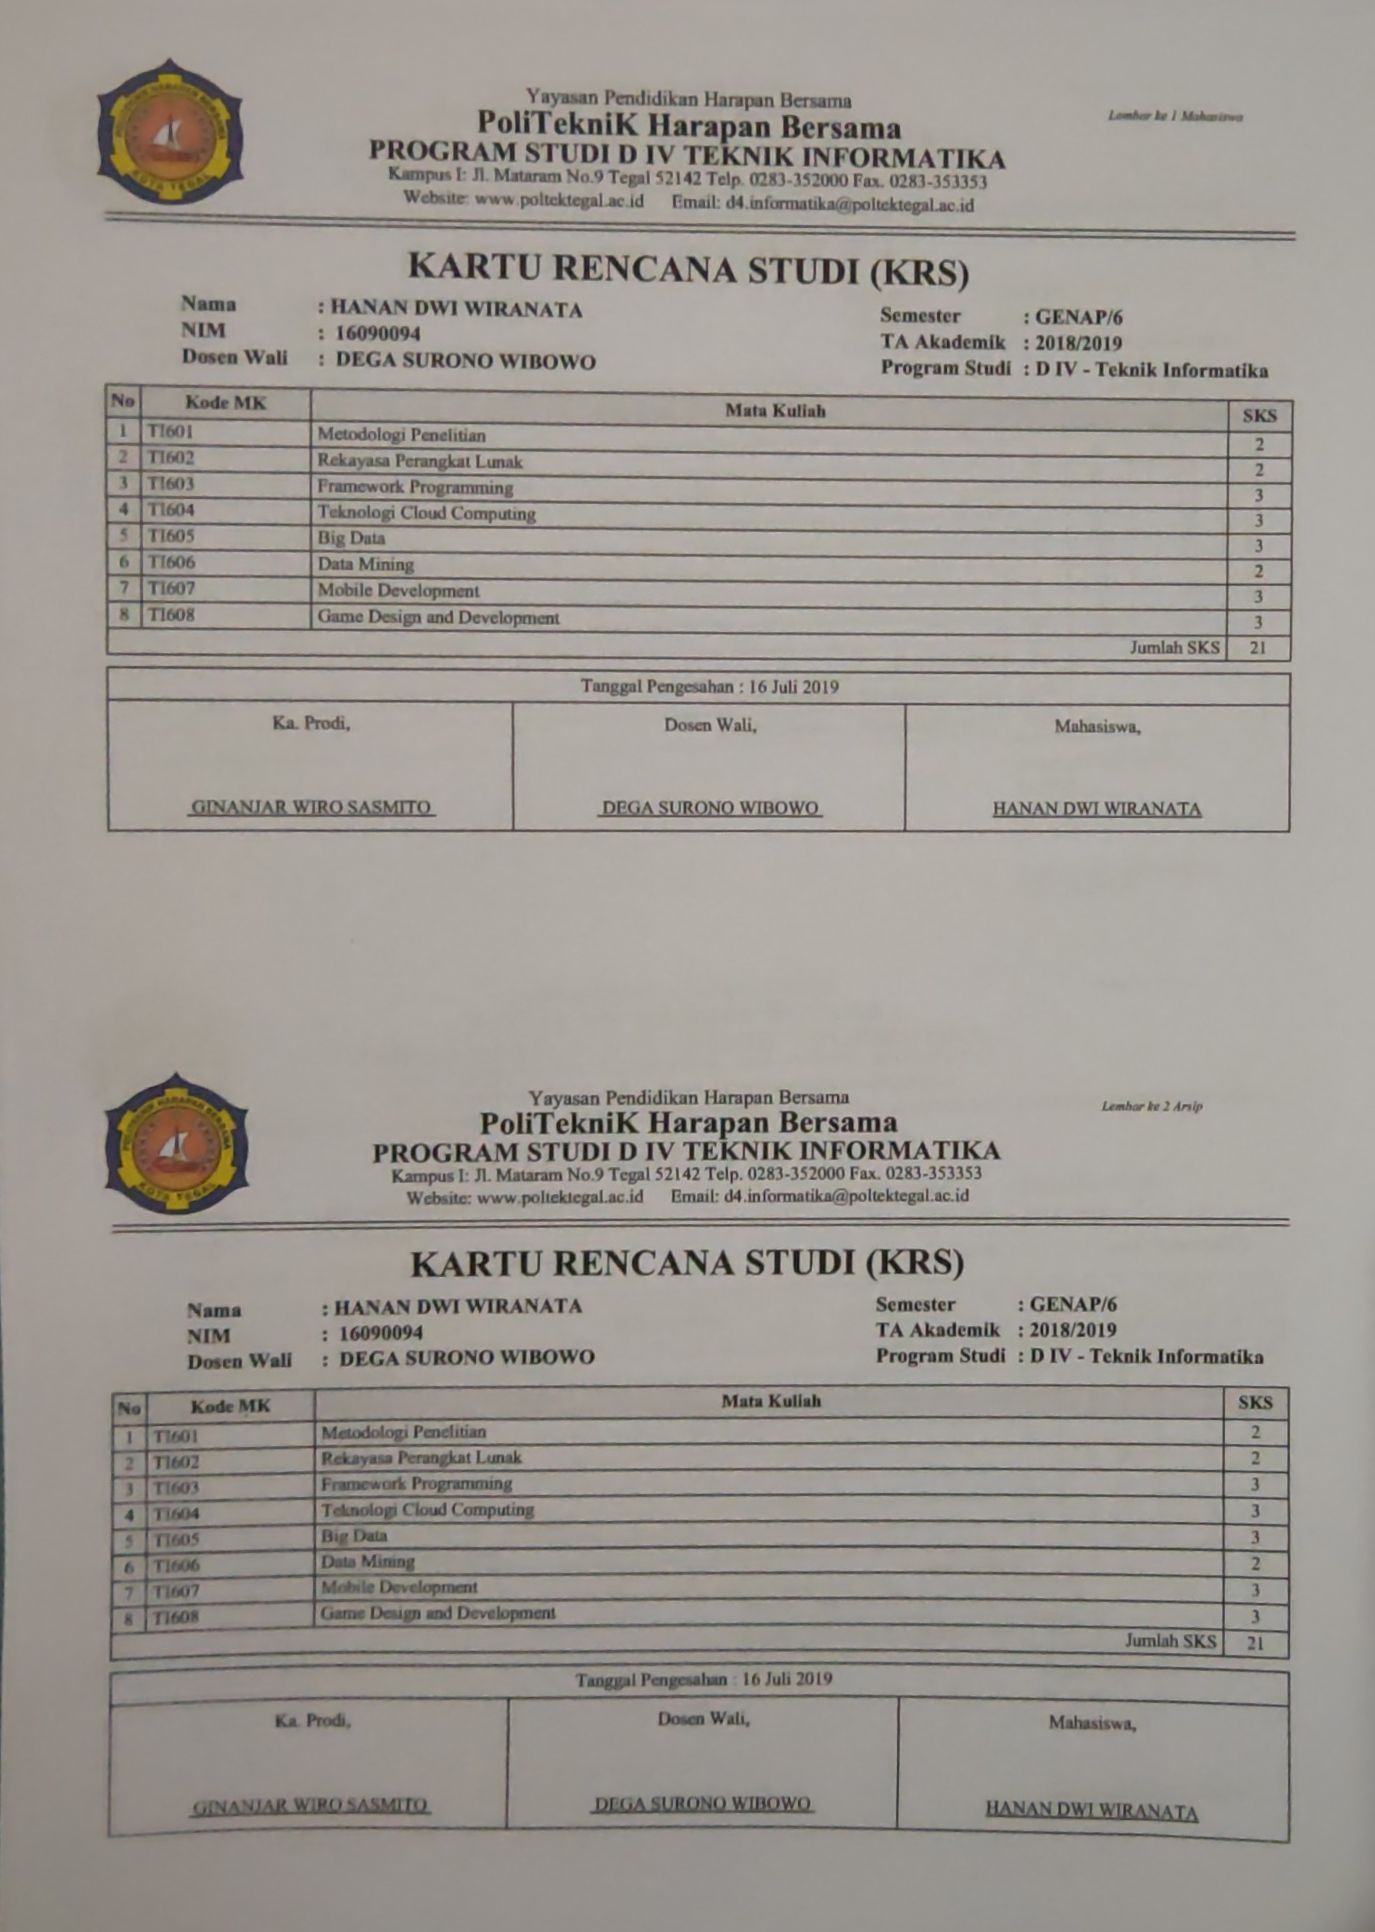 Yayasan Pendidikan Harapan Bersama
Lembar ke 1 Mahasiswa
PoliTekniK Harapan Bersama
PROGRAM STUDI D IV TEKNIK INFORMATIKA
Kampus I: Jl. Mataram No.9 Tegal 52142 Telp. 0283-352000 Fax. 0283-353353
Website: www.poltektegal.ac.id Email: d4.informatika@poltektegal.ac.id
KOTA TEGAL
KARTU RENCANA STUDI (KRS)
Nama : HANAN DWI WIRANATA Semester : GENAP/6
NIM : 16090094 TA Akademik : 2018/2019
Dosen Wali : DEGA SURONO WIBOWO Program Studi : D IV - Teknik Informatika
No Kode MK Mata Kuliah SKS
1 TI601 Metodologi Penelitian 2
2 TI602 Rekayasa Perangkat Lunak 2
3 TI603 Framework Programming 3
4 TI604 Teknologi Cloud Computing 3
5 TI605 Big Data 3
6 TI606 Data Mining 2
7 TI607 Mobile Development 3
8 TI608 Game Design and Development 3
Jumlah SKS 21
Tanggal Pengesahan : 16 Juli 2019
Ka. Prodi, Dosen Wali, Mahasiswa,
GINANJAR WIRO SASMITO DEGA SURONO WIBOWO HANAN DWI WIRANATA
Yayasan Pendidikan Harapan Bersama
Lembar ke 2 Arsip
PoliTekniK Harapan Bersama
PROGRAM STUDI D IV TEKNIK INFORMATIKA
Kampus I: Jl. Mataram No.9 Tegal 52142 Telp. 0283-352000 Fax. 0283-353353
Website: www.poltektegal.ac.id Email: d4.informatika@poltektegal.ac.id
KOTA TEGAL
KARTU RENCANA STUDI (KRS)
Nama : HANAN DWI WIRANATA Semester : GENAP/6
NIM : 16090094 TA Akademik : 2018/2019
Dosen Wali : DEGA SURONO WIBOWO Program Studi : D IV - Teknik Informatika
No Kode MK Mata Kuliah SKS
1 TI601 Metodologi Penelitian 2
2 TI602 Rekayasa Perangkat Lunak 2
3 TI603 Framework Programming 3
4 TI604 Teknologi Cloud Computing 3
5 TI605 Big Data 3
6 TI606 Data Mining 2
7 TI607 Mobile Development 3
8 TI608 Game Design and Development 3
Jumlah SKS 21
Tanggal Pengesahan : 16 Juli 2019
Ka. Prodi, Dosen Wali, Mahasiswa,
GINANJAR WIRO SASMITO DEGA SURONO WIBOWO HANAN DWI WIRANATA